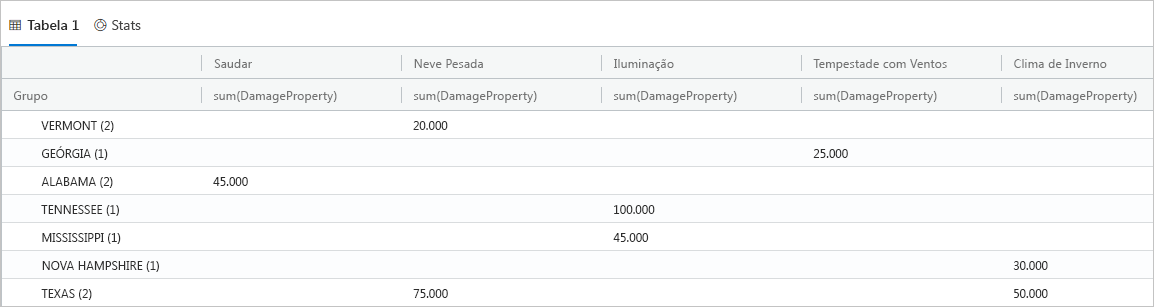 Tabela 1 Stats
Saudar Neve Pesada Iluminação Tempestade com Ventos Clima de Inverno
Grupo sum(DamageProperty) sum(DamageProperty) sum(DamageProperty) sum(DamageProperty) sum(DamageProperty)
VERMONT (2) 20.000
GEÓRGIA (1) 25.000
ALABAMA (2) 45.000
TENNESSEE (1) 100.000
MISSISSIPPI (1) 45.000
NOVA HAMPSHIRE (1) 30.000
TEXAS (2) 75.000 50.000